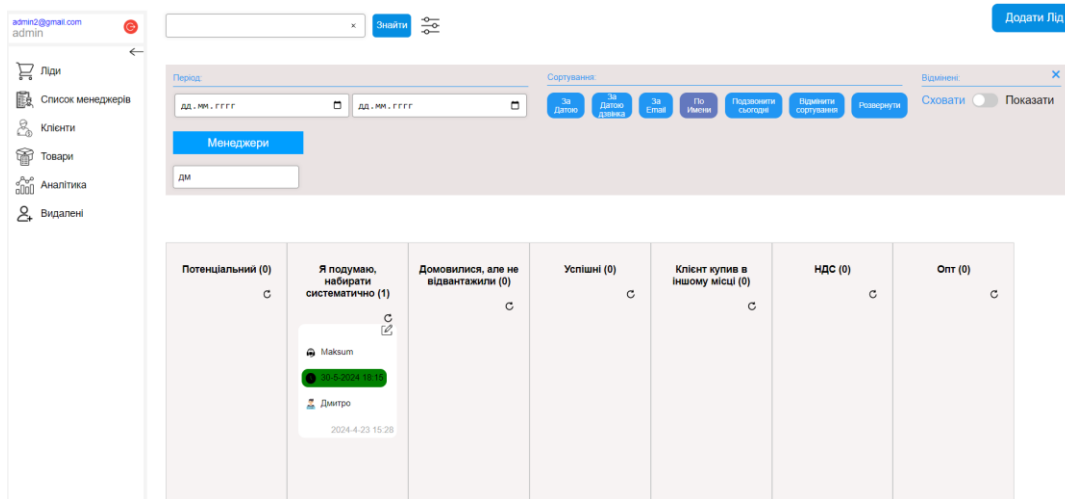 admin2@gmail.com
admin
Ліди
Список менеджерів
Клієнти
Товари
Аналітика
Видалені
× Знайти
Додати Лід
Період:
дд.мм.гггг дд.мм.гггг
Менеджери
дм
Сортування:
За Датою
За Датою дзвінка
За Email
По Имени
Подзвонити сьогодні
Відмінити сортування
Розвернути
Відмінені:
×
Сховати Показати
Потенціальний (0)
Я подумаю,
набирати
систематично (1)
Maksum
30-5-2024 18:15
Дмитро
2024-4-23 15:28
Домовилися, але не
відвантажили (0)
Успішні (0)
Клієнт купив в
іншому місці (0)
НДС (0)
Опт (0)